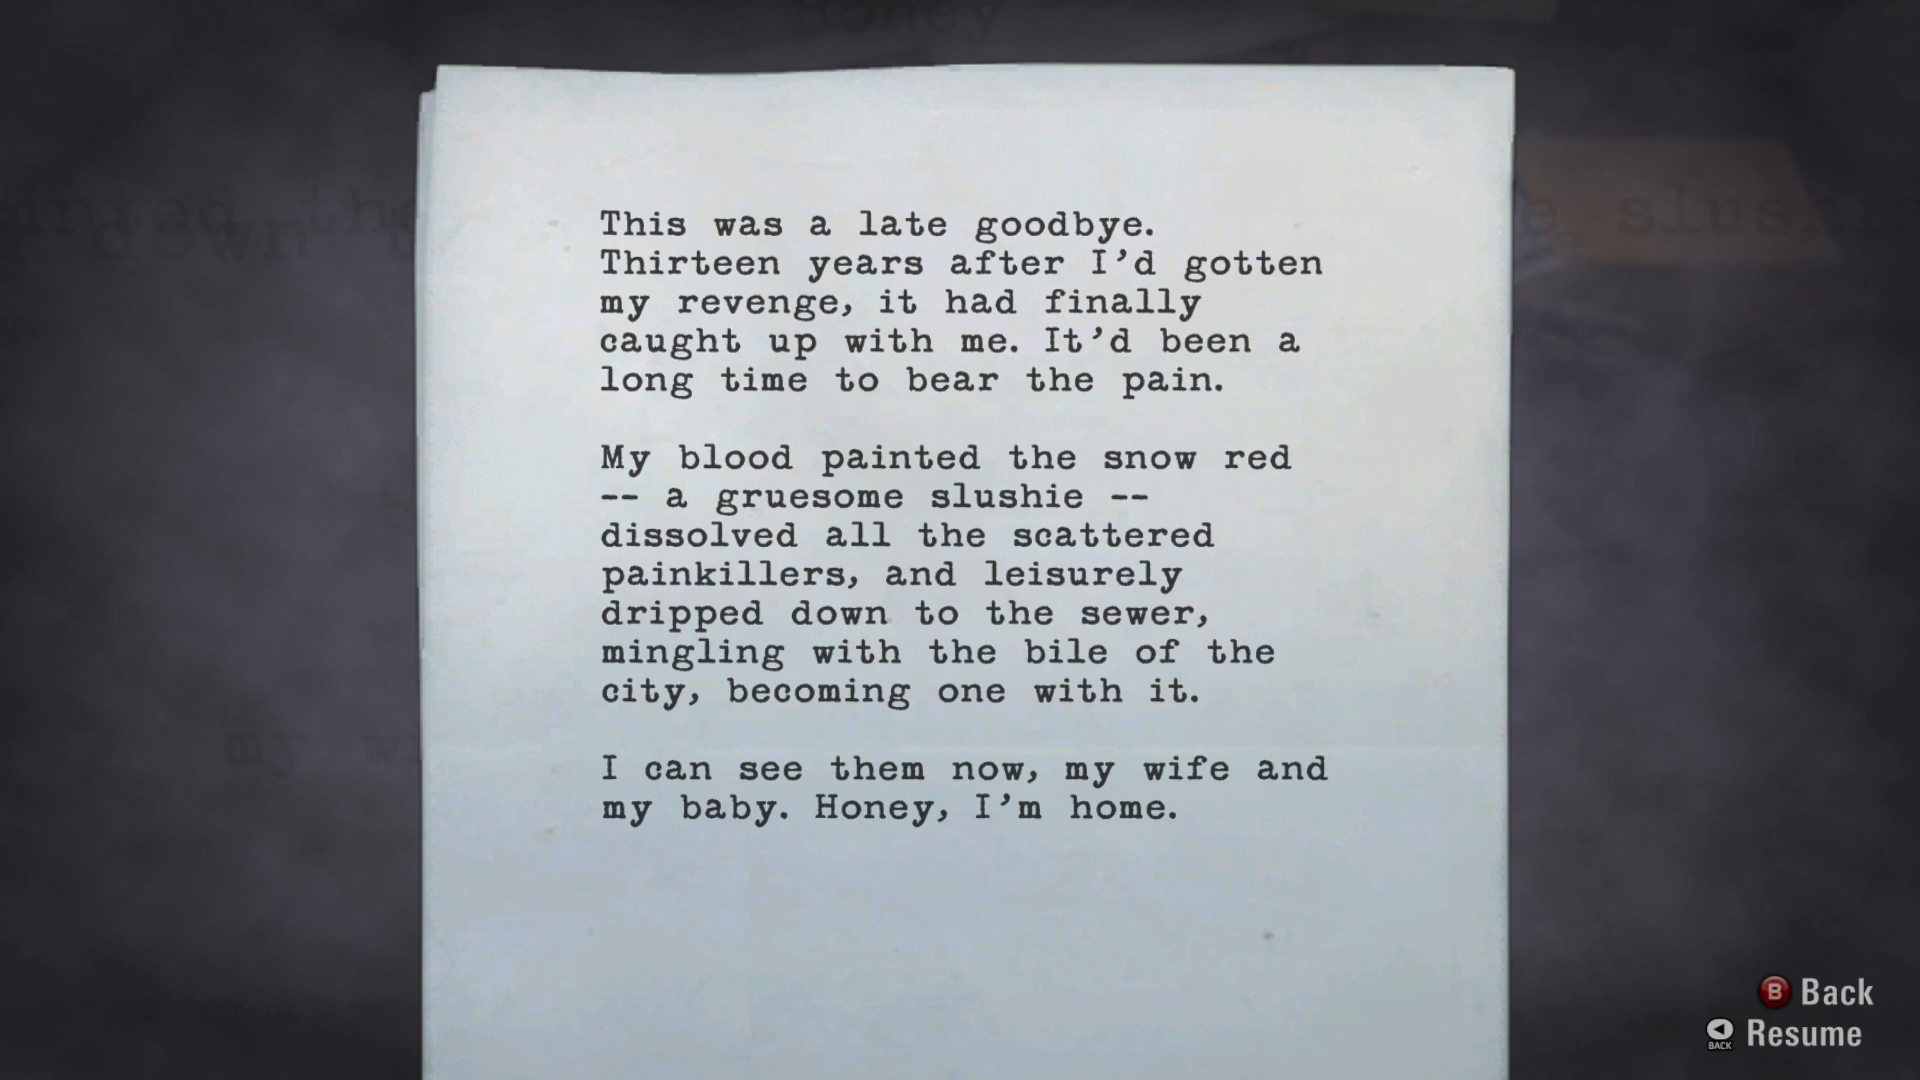 Honey
This was a late goodbye.
Thirteen years after I’d gotten
my revenge, it had finally
caught up with me. It’d been a
long time to bear the pain.
My blood painted the snow red
-- a gruesome slushie --
dissolved all the scattered
painkillers, and leisurely
dripped down to the sewer,
mingling with the bile of the
city, becoming one with it.
I can see them now, my wife and
my baby. Honey, I’m home.
B Back
BACK Resume